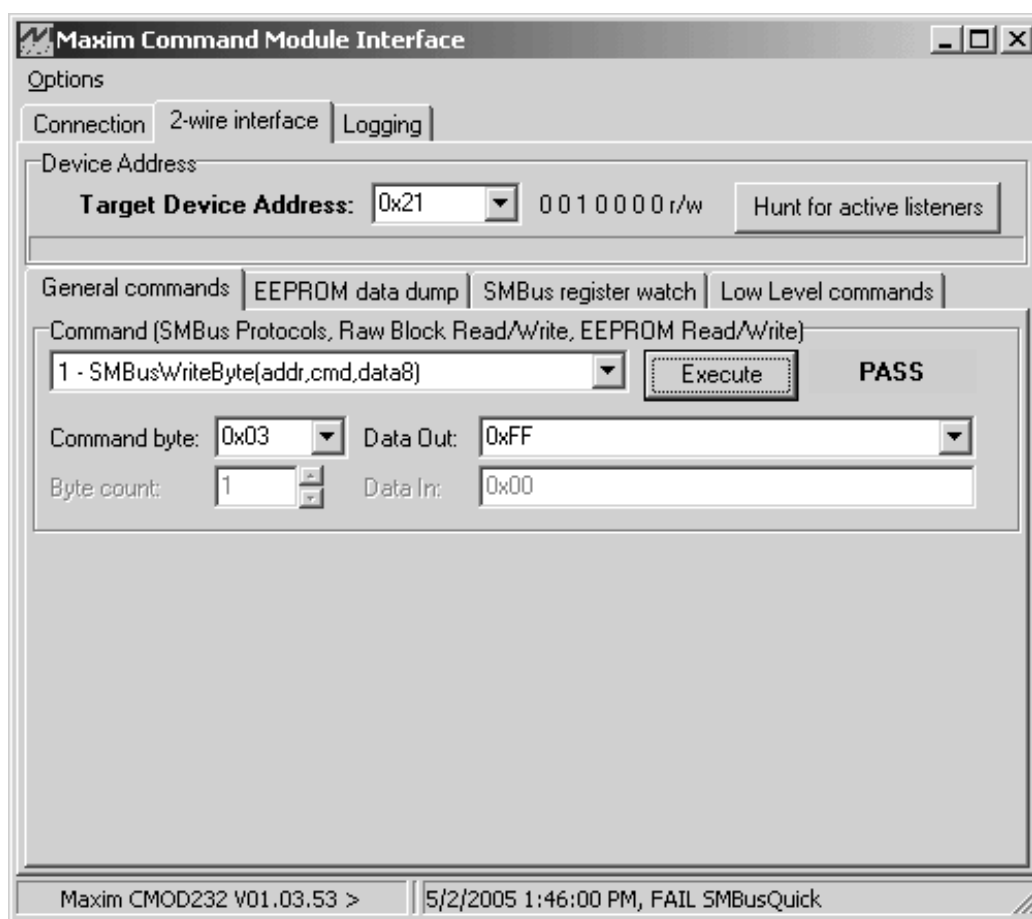 Maxim Command Module Interface
Options
Connection 2-wire interface Logging
Device Address
Target Device Address: 0x21 0 0 1 0 0 0 0 r/w Hunt for active listeners
General commands EEPROM data dump SMBus register watch Low Level commands
Command (SMBus Protocols, Raw Block Read/Write, EEPROM Read/Write)
1 - SMBusWriteByte(addr,cmd,data8) Execute PASS
Command byte: 0x03 Data Out: 0xFF
Byte count: 1 Data In: 0x00
Maxim CMOD232 V01.03.53 > 5/2/2005 1:46:00 PM, FAIL SMBusQuick